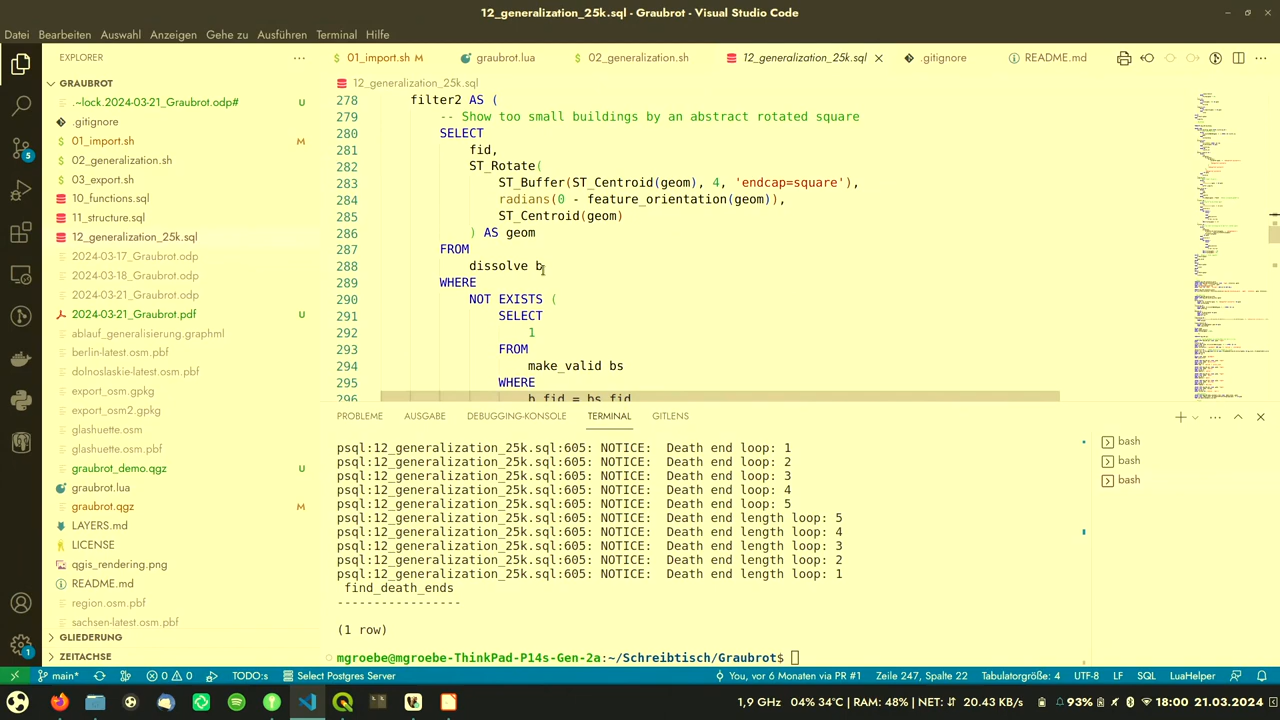 12_generalization_25k.sql - Graubrot - Visual Studio Code
Datei Bearbeiten Auswahl Anzeigen Gehe zu Ausführen Terminal Hilfe
EXPLORER
01_import.sh M
graubrot.lua
02_generalization.sh
12_generalization_25k.sql
.gitignore
README.md
GRAUBROT
.~lock.2024-03-21_Graubrot.odp# U
.gitignore
01_import.sh M
02_generalization.sh
03_export.sh
10_functions.sql
11_structure.sql
12_generalization_25k.sql
2024-03-17_Graubrot.odp
2024-03-18_Graubrot.odp
2024-03-21_Graubrot.odp
2024-03-21_Graubrot.pdf U
ablauf_generalisierung.graphml
berlin-latest.osm.pbf
dolnoslaskie-latest.osm.pbf
export_osm.gpkg
export_osm2.gpkg
glashuette.osm
glashuette.osm.pbf
graubrot_demo.qgz U
graubrot.lua
graubrot.qgz M
LAYERS.md
LICENSE
qgis_rendering.png
README.md
region.osm.pbf
sachsen-latest.osm.pbf
GLIEDERUNG
ZEITACHSE
12_generalization_25k.sql
278 filter2 AS (
279 -- Show too small buildings by an abstract rotated square
280 SELECT
281 fid,
282 ST_Rotate(
283 ST_Buffer(ST_Centroid(geom), 4, 'endcap=square'),
284 radians(0 - feature_orientation(geom)),
285 ST_Centroid(geom)
286 ) AS geom
287 FROM
288 dissolve b
289 WHERE
290 NOT EXISTS (
291 SELECT
292 1
293 FROM
294 make_valid bs
295 WHERE
296 b.fid = bs.fid
PROBLEME AUSGABE DEBUGGING-KONSOLE TERMINAL GITLENS
psql:12_generalization_25k.sql:605: NOTICE:  Death end loop: 1
psql:12_generalization_25k.sql:605: NOTICE:  Death end loop: 2
psql:12_generalization_25k.sql:605: NOTICE:  Death end loop: 3
psql:12_generalization_25k.sql:605: NOTICE:  Death end loop: 4
psql:12_generalization_25k.sql:605: NOTICE:  Death end loop: 5
psql:12_generalization_25k.sql:605: NOTICE:  Death end length loop: 5
psql:12_generalization_25k.sql:605: NOTICE:  Death end length loop: 4
psql:12_generalization_25k.sql:605: NOTICE:  Death end length loop: 3
psql:12_generalization_25k.sql:605: NOTICE:  Death end length loop: 2
psql:12_generalization_25k.sql:605: NOTICE:  Death end length loop: 1
find_death_ends
-----------------
(1 row)
mgroebe@mgroebe-ThinkPad-P14s-Gen-2a:~/Schreibtisch/Graubrot$
bash
bash
bash
5
1
main* 0 0 TODO:s Select Postgres Server You, vor 6 Monaten via PR #1 Zeile 247, Spalte 22 Tabulatorgröße: 4 UTF-8 LF SQL LuaHelper
1,9 GHz 04% 34°C | RAM: 48% | NET: 20.43 KB/s 93% 18:00 21.03.2024